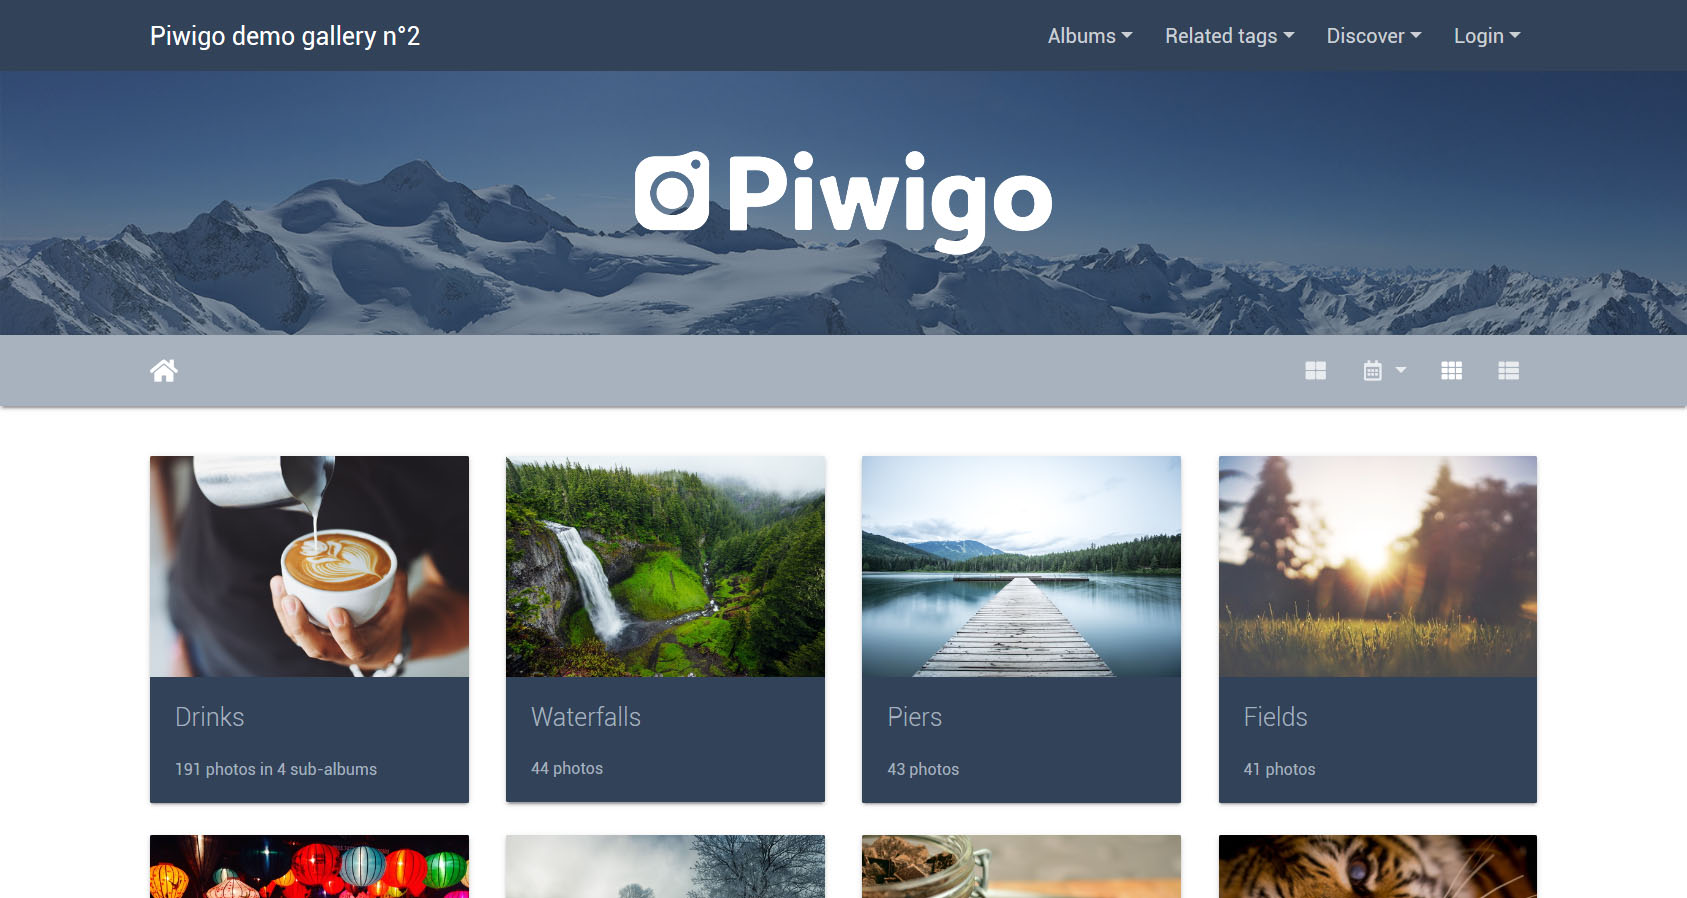 Piwigo demo gallery n°2
Albums
Related tags
Discover
Login
Piwigo
Drinks
191 photos in 4 sub-albums
Waterfalls
44 photos
Piers
43 photos
Fields
41 photos